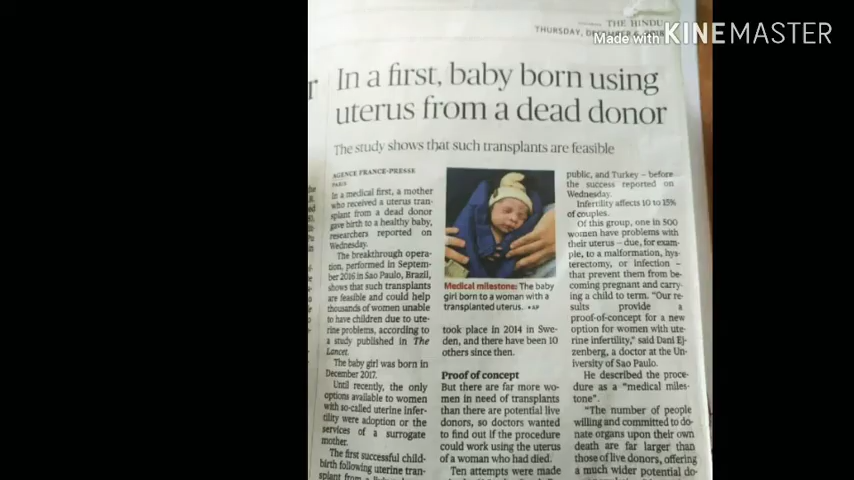 THE HINDU
THURSDAY, DECEMBER 6, 2018
Made with KINEMASTER
r In a first, baby born using
uterus from a dead donor
The study shows that such transplants are feasible
AGENCE FRANCE-PRESSE
PARIS
In a medical first, a mother
who received a uterus tran-
splant from a dead donor
gave birth to a healthy baby,
researchers reported on
Wednesday.
The breakthrough opera-
tion, performed in Septem-
ber 2016 in Sao Paulo, Brazil,
shows that such transplants
are feasible and could help
thousands of women unable
to have children due to ute-
rine problems, according to
a study published in The
Lancet.
The baby girl was born in
December 2017.
Until recently, the only
options available to women
with so-called uterine infer-
tility were adoption or the
services of a surrogate
mother.
The first successful child-
birth following uterine tran-
splant from a
Medical milestone: The baby
girl born to a woman with a
transplanted uterus. • AP
took place in 2014 in Swe-
den, and there have been 10
others since then.
Proof of concept
But there are far more wo-
men in need of transplants
than there are potential live
donors, so doctors wanted
to find out if the procedure
could work using the uterus
of a woman who had died.
Ten attempts were made
public, and Turkey – before
the success reported on
Wednesday.
Infertility affects 10 to 15%
of couples.
Of this group, one in 500
women have problems with
their uterus – due, for exam-
ple, to a malformation, hys-
terectomy, or infection –
that prevent them from be-
coming pregnant and carry-
ing a child to term. “Our re-
sults provide a
proof-of-concept for a new
option for women with ute-
rine infertility,” said Dani Ej-
zenberg, a doctor at the Un-
iversity of Sao Paulo.
He described the proce-
dure as a “medical miles-
tone”.
“The number of people
willing and committed to do-
nate organs upon their own
death are far larger than
those of live donors, offering
a much wider potential do-